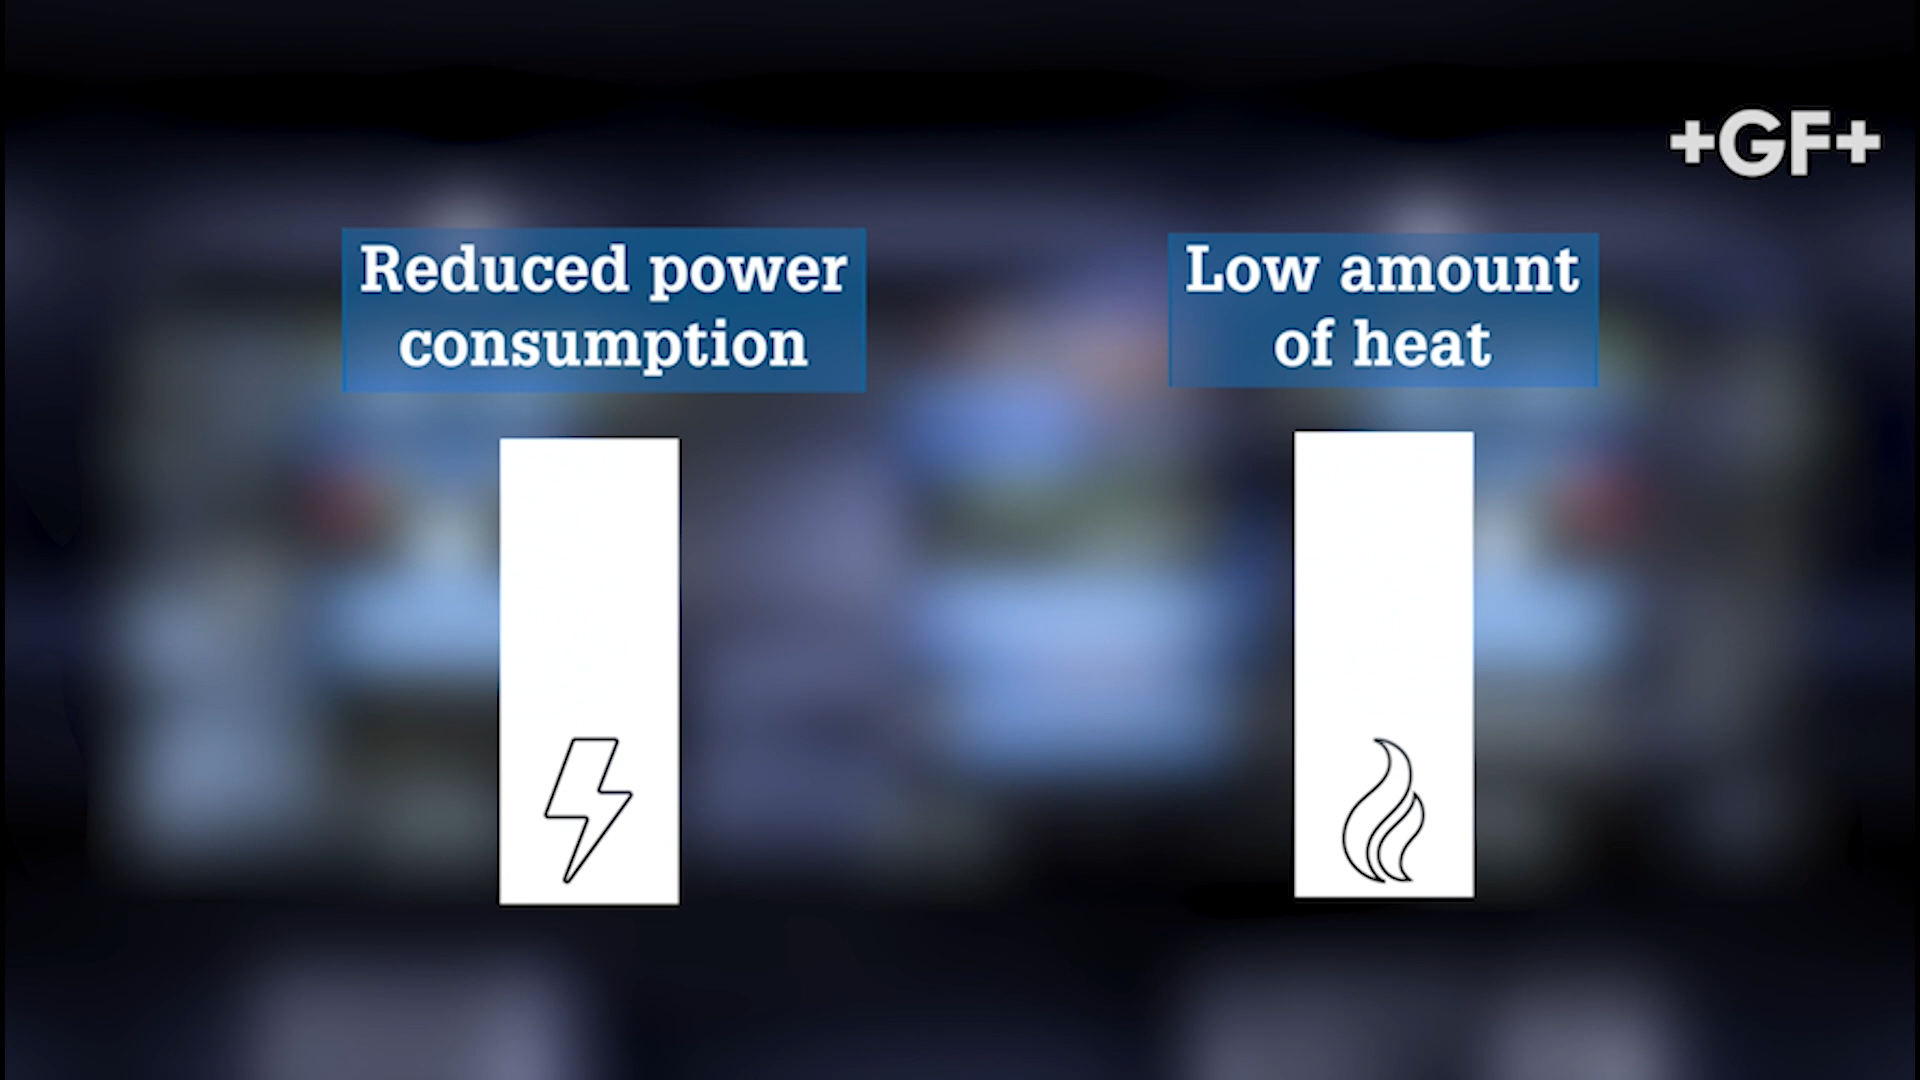 +GF+
Reduced power
consumption
Low amount
of heat